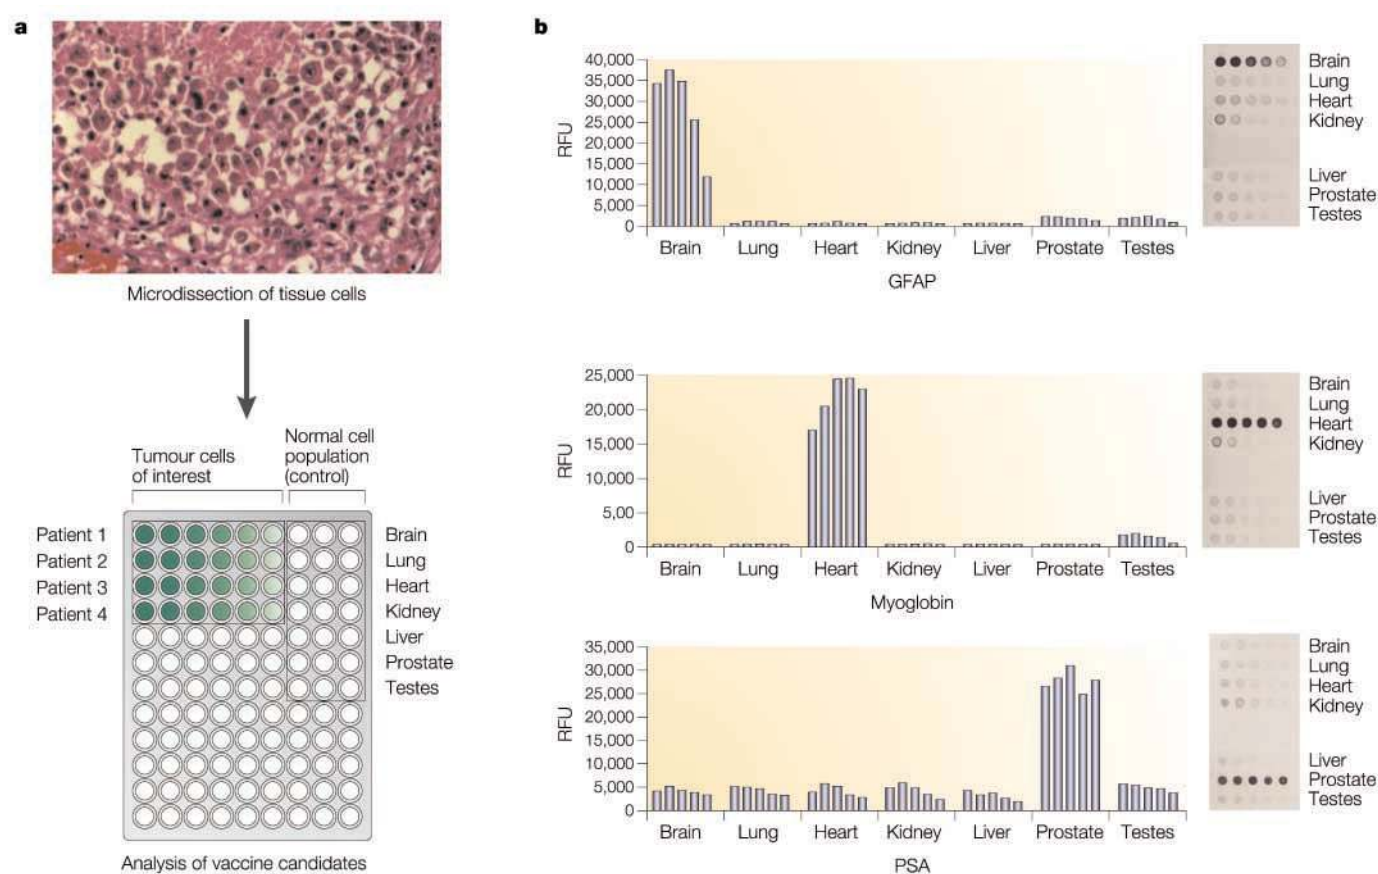 a
Microdissection of tissue cells
Tumour cells
of interest
Normal cell
population
(control)
Patient 1
Patient 2
Patient 3
Patient 4
Brain
Lung
Heart
Kidney
Liver
Prostate
Testes
Analysis of vaccine candidates
b
RFU
40,000
35,000
30,000
25,000
20,000
15,000
10,000
5,000
0
Brain Lung Heart Kidney Liver Prostate Testes
GFAP
Brain
Lung
Heart
Kidney
Liver
Prostate
Testes
RFU
25,000
20,000
15,000
10,000
5,00
0
Brain Lung Heart Kidney Liver Prostate Testes
Myoglobin
Brain
Lung
Heart
Kidney
Liver
Prostate
Testes
RFU
35,000
30,000
25,000
20,000
15,000
10,000
5,000
0
Brain Lung Heart Kidney Liver Prostate Testes
PSA
Brain
Lung
Heart
Kidney
Liver
Prostate
Testes